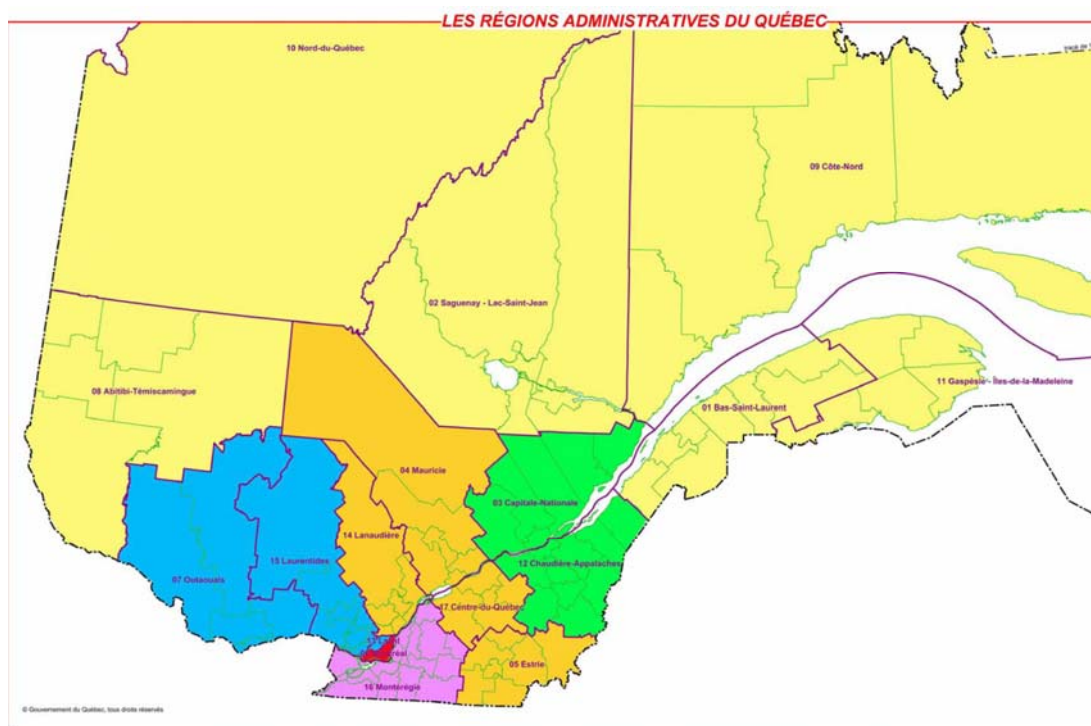 LES RÉGIONS ADMINISTRATIVES DU QUÉBEC
10 Nord-du-Québec
09 Côte-Nord
02 Saguenay - Lac-Saint-Jean
08 Abitibi-Témiscamingue
11 Gaspésie - Îles-de-la-Madeleine
01 Bas-Saint-Laurent
04 Mauricie
03 Capitale-Nationale
14 Lanaudière
15 Laurentides
12 Chaudière-Appalaches
07 Outaouais
17 Centre-du-Québec
05 Estrie
16 Montérégie
© Gouvernement du Québec, tous droits réservés